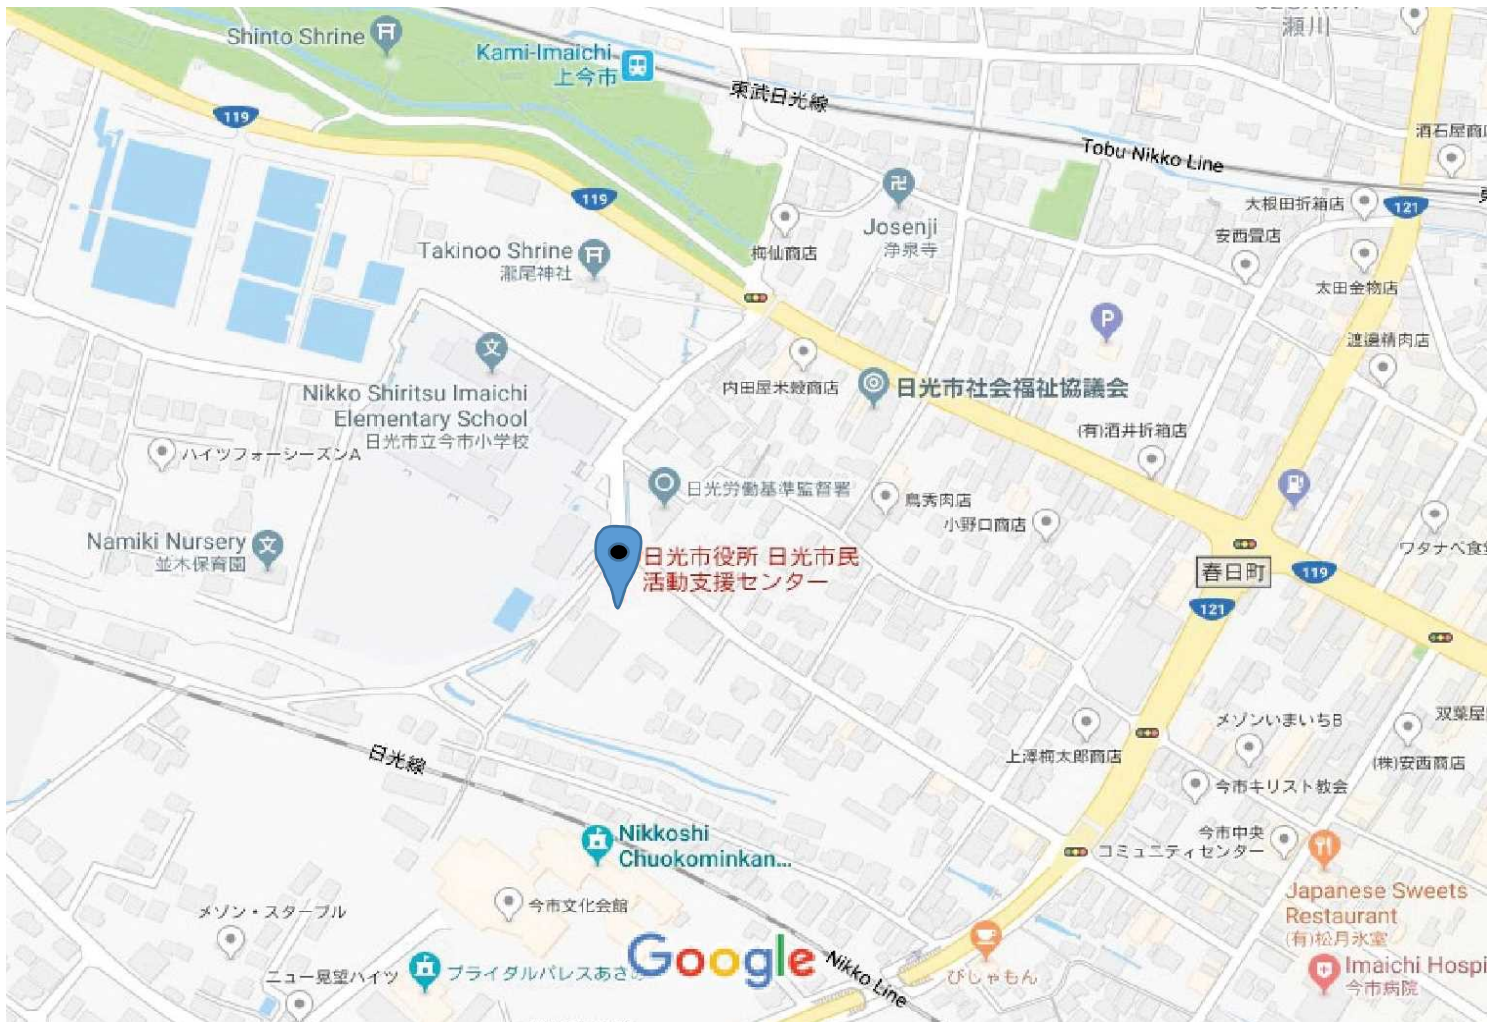 瀬川
Shinto Shrine
Kami-Imaichi
上今市
東武日光線
119
酒石屋商店
Tobu Nikko Line
119
大根田折箱店
121
安西畳店
Josenji
浄泉寺
梅仙商店
Takinoo Shrine
瀧尾神社
太田金物店
P
渡邊精肉店
文
Nikko Shiritsu Imaichi
Elementary School
日光市立今市小学校
内田屋米穀商店
日光市社会福祉協議会
(有)酒井折箱店
ハイツフォーシーズンA
日光労働基準監督署
鳥秀肉店
小野口商店
Namiki Nursery
並木保育園
文
日光市役所 日光市民
活動支援センター
ワタナベ食
春日町
119
121
メゾンいまいちB
双葉屋
上澤梅太郎商店
(株)安西商店
日光線
今市キリスト教会
Nikkoshi
Chuokominkan...
今市中央
コミュニティセンター
Japanese Sweets
Restaurant
(有)松月氷室
メゾン・スターブル
今市文化会館
Google
Nikko Line
びしゃもん
Imaichi Hospi
今市病院
ニュー見望ハイツ
ブライダルパレスあさの